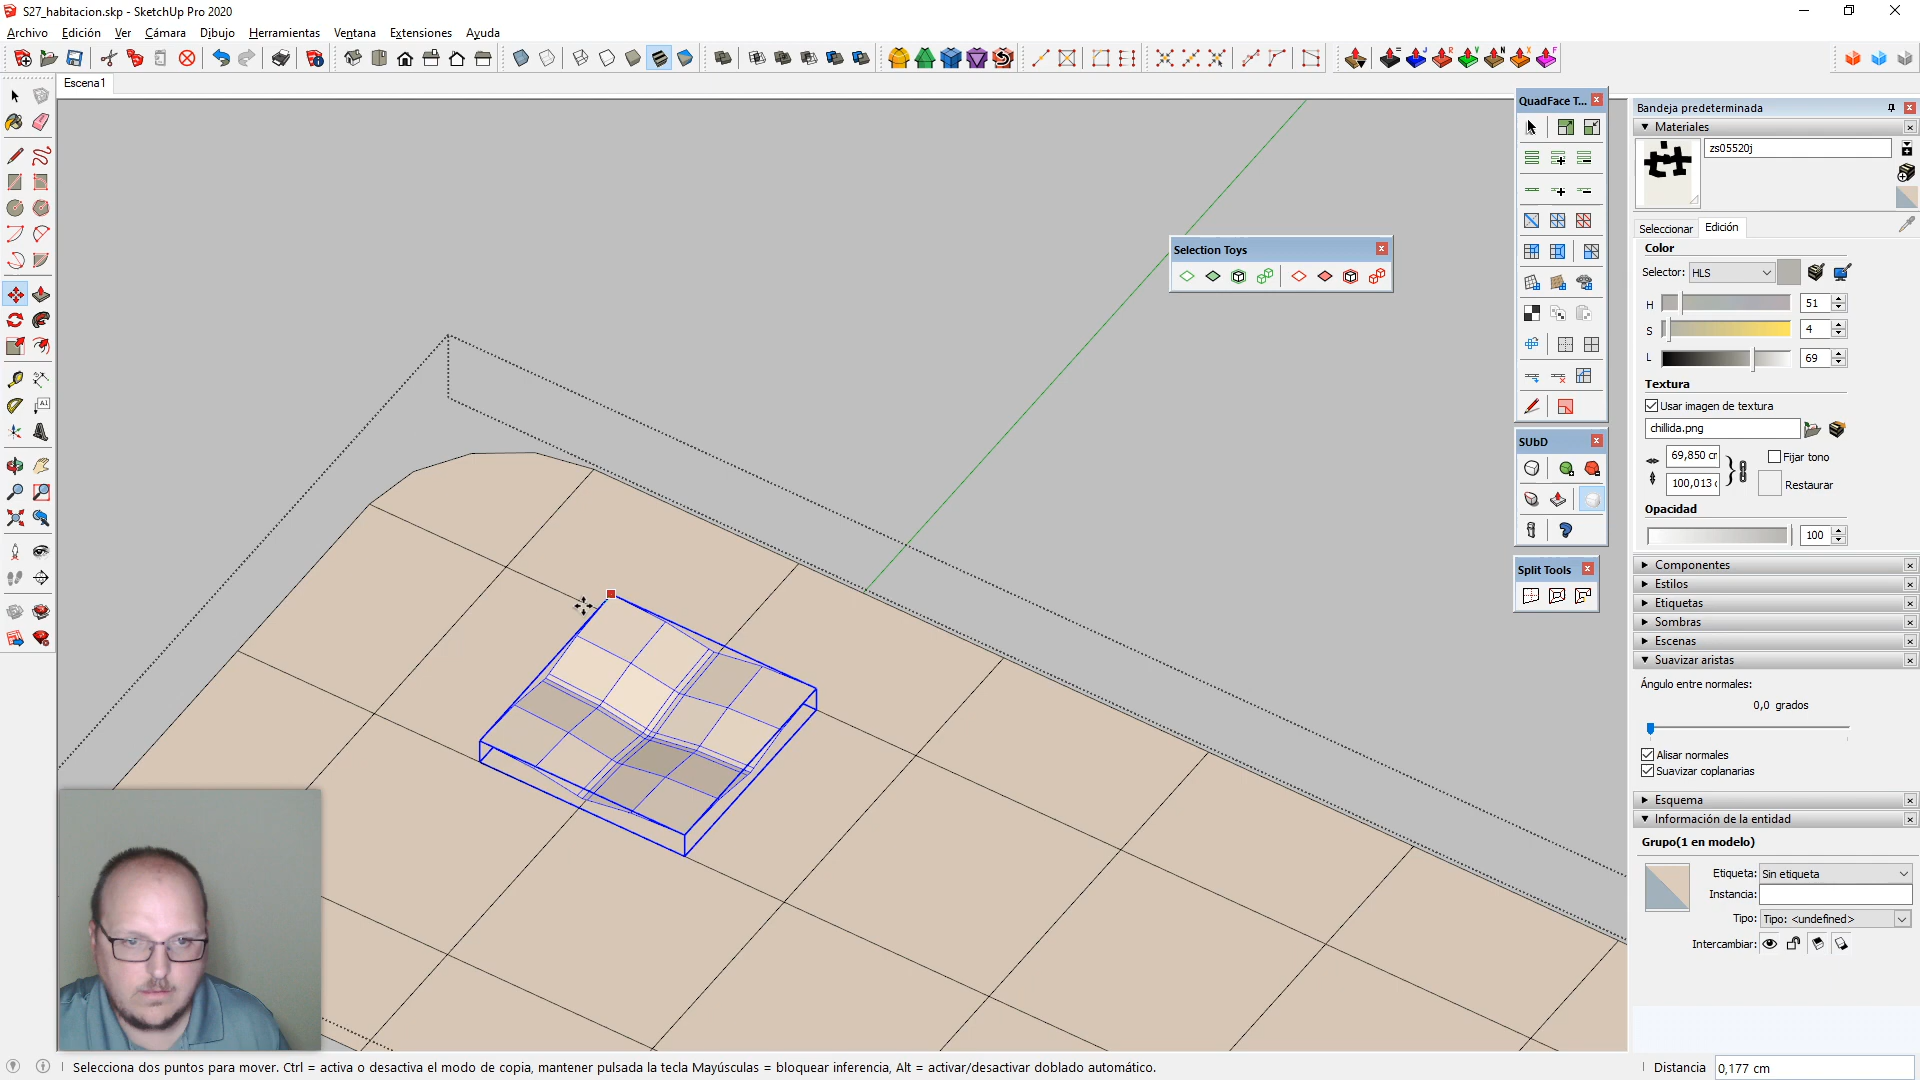 S27_habitacion.skp - SketchUp Pro 2020
Archivo Edición Ver Cámara Dibujo Herramientas Ventana Extensiones Ayuda
Escena1
QuadFace T...
Selection Toys
SUbD
Split Tools
Bandeja predeterminada
Materiales
zs05520j
Seleccionar Edición
Color
Selector: HLS
H 51
S 4
L 69
Textura
Usar imagen de textura
chillida.png
69,850 cr
Fijar tono
100,013
Restaurar
Opacidad
100
Componentes
Estilos
Etiquetas
Sombras
Escenas
Suavizar aristas
Ángulo entre normales:
0,0 grados
Alisar normales
Suavizar coplanarias
Esquema
Información de la entidad
Grupo(1 en modelo)
Etiqueta: Sin etiqueta
Instancia:
Tipo: Tipo: <undefined>
Intercambiar:
Selecciona dos puntos para mover. Ctrl = activa o desactiva el modo de copia, mantener pulsada la tecla Mayúsculas = bloquear inferencia, Alt = activar/desactivar doblado automático.
Distancia 0,177 cm